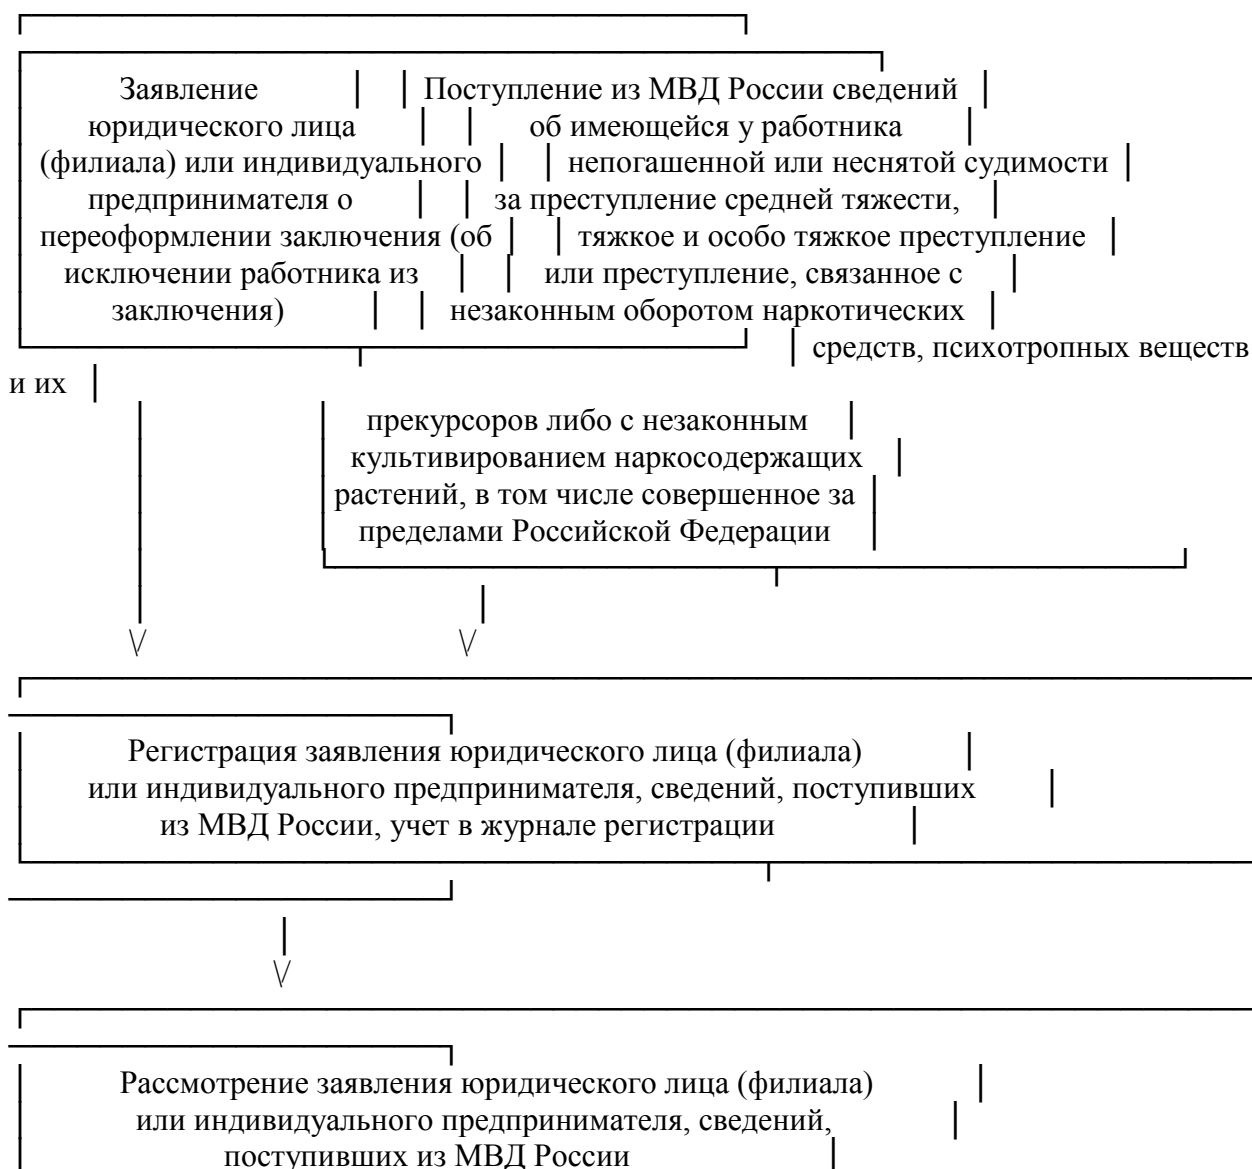 Заявление | | Поступление из МВД России сведений |
юридического лица | | об имеющейся у работника |
(филиала) или индивидуального | | непогашенной или неснятой судимости |
предпринимателя о | | за преступление средней тяжести, |
переоформлении заключения (об | | тяжкое и особо тяжкое преступление |
исключении работника из | | или преступление, связанное с |
заключения) | | незаконным оборотом наркотических |
| средств, психотропных веществ
и их |
| прекурсоров либо с незаконным |
| культивированием наркосодержащих |
| растений, в том числе совершенное за |
| пределами Российской Федерации |
\/ \/
| Регистрация заявления юридического лица (филиала) |
| или индивидуального предпринимателя, сведений, поступивших |
| из МВД России, учет в журнале регистрации |
\/
| Рассмотрение заявления юридического лица (филиала) |
| или индивидуального предпринимателя, сведений, |
| поступивших из МВД России |